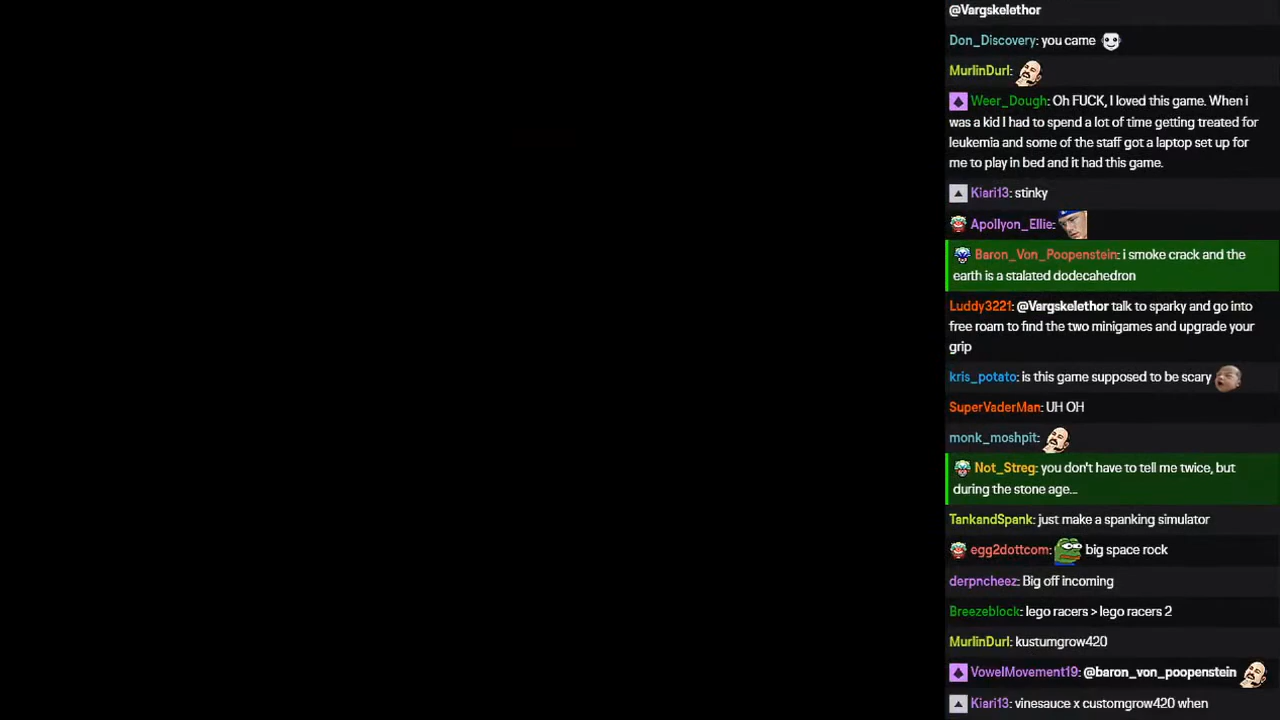 @Vargskelethor
Don_Discovery: you came
MurlinDurl:
Weer_Dough: Oh FUCK, I loved this game. When i
was a kid I had to spend a lot of time getting treated for
leukemia and some of the staff got a laptop set up for
me to play in bed and it had this game.
Kiari13: stinky
Apollyon_Ellie:
Baron_Von_Poopenstein: i smoke crack and the
earth is a stalated dodecahedron
Luddy3221: @Vargskelethor talk to sparky and go into
free roam to find the two minigames and upgrade your
grip
kris_potato: is this game supposed to be scary
SuperVaderMan: UH OH
monk_moshpit:
Not_Streg: you don't have to tell me twice, but
during the stone age...
TankandSpank: just make a spanking simulator
egg2dottcom: big space rock
derpncheez: Big off incoming
Breezeblock: lego racers > lego racers 2
MurlinDurl: kustumgrow420
VowelMovement19: @baron_von_poopenstein
Kiari13: vinesauce x customgrow420 when